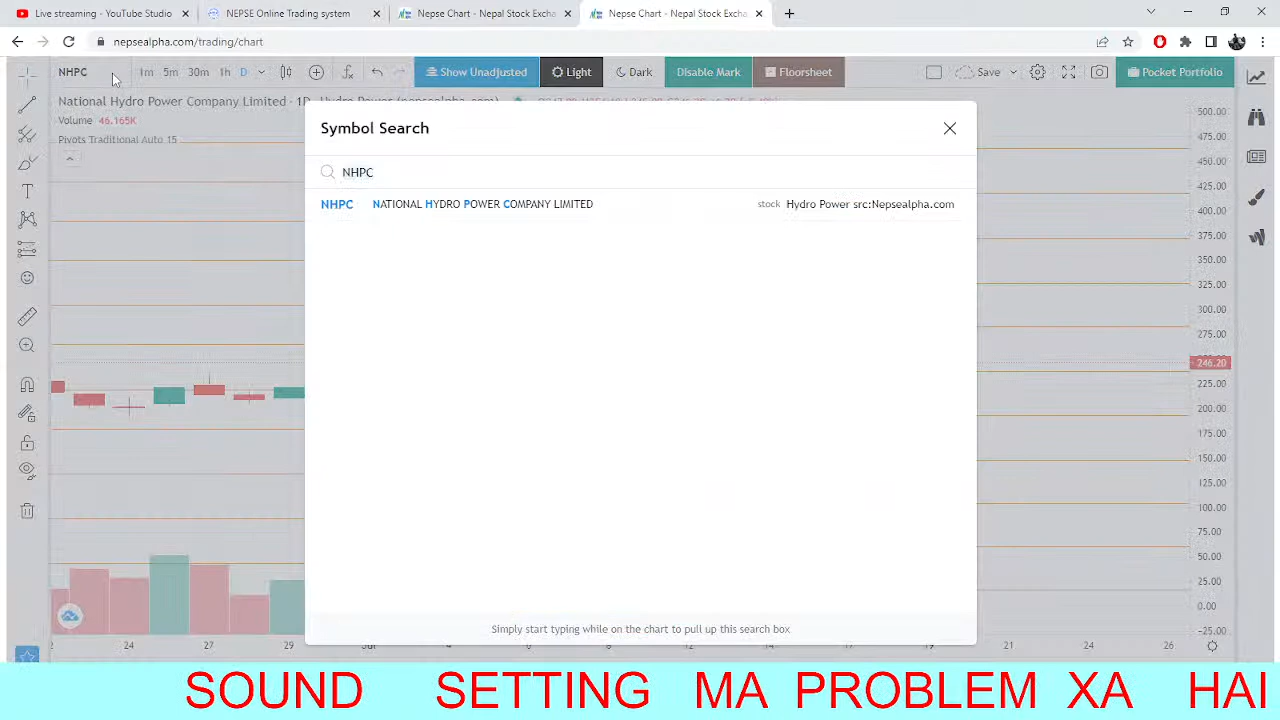 Live streaming - YouTube Studio
NEPSE Online Trading system
Nepse Chart - Nepal Stock Excha
Nepse Chart - Nepal Stock Excha
nepsealpha.com/trading/chart
NHPC 1m 5m 30m 1h D Show Unadjusted Light Dark Disable Mark Floorsheet Save Pocket Portfolio
National Hydro Power Company Limited · 1D · Hydro Power (nepsealpha.com)
Volume 46.165K
Pivots Traditional Auto 15
Symbol Search
NHPC
NHPC NATIONAL HYDRO POWER COMPANY LIMITED stock Hydro Power src:Nepsealpha.com
Simply start typing while on the chart to pull up this search box
500.00
475.00
450.00
425.00
400.00
375.00
350.00
325.00
300.00
275.00
246.20
225.00
200.00
175.00
150.00
125.00
100.00
75.00
50.00
25.00
0.00
−25.00
24 27 29 21 26
SOUND SETTING MA PROBLEM XA HAI